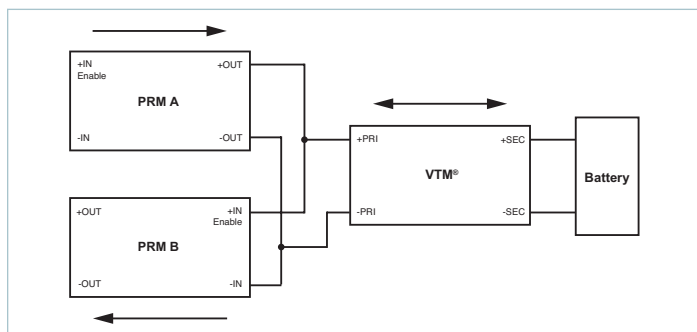 +IN
Enable
+OUT
PRM A
-IN
-OUT
+OUT
+IN
Enable
PRM B
-OUT
-IN
+PRI
+SEC
VTM®
-PRI
-SEC
Battery